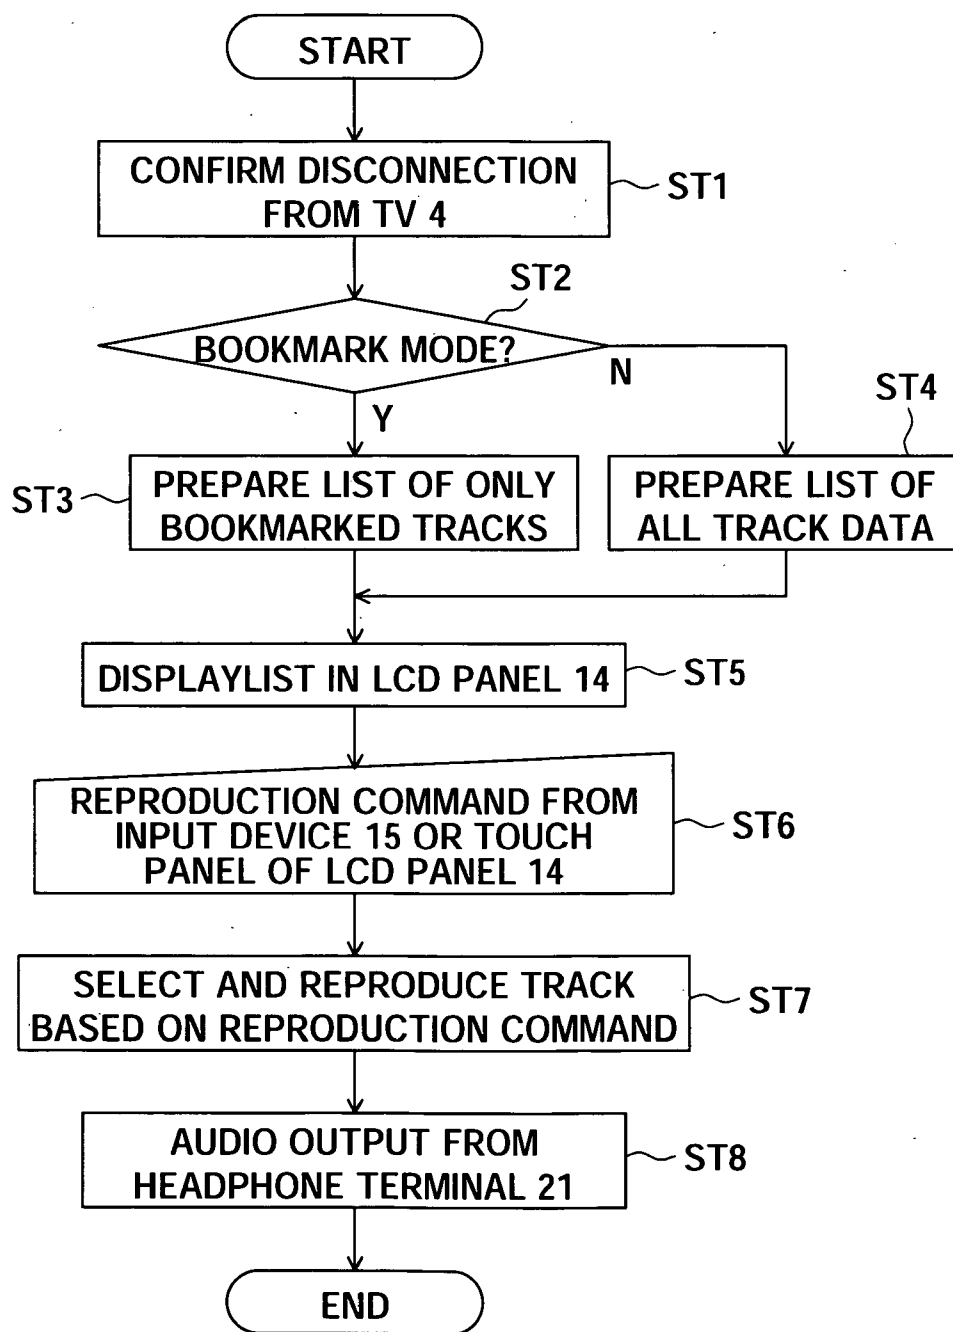 START
CONFIRM DISCONNECTION
FROM TV 4
ST1
ST2
BOOKMARK MODE?
N
Y
ST4
ST3
PREPARE LIST OF ONLY
BOOKMARKED TRACKS
PREPARE LIST OF
ALL TRACK DATA
DISPLAYLIST IN LCD PANEL 14
ST5
REPRODUCTION COMMAND FROM
INPUT DEVICE 15 OR TOUCH
PANEL OF LCD PANEL 14
ST6
SELECT AND REPRODUCE TRACK
BASED ON REPRODUCTION COMMAND
ST7
AUDIO OUTPUT FROM
HEADPHONE TERMINAL 21
ST8
END